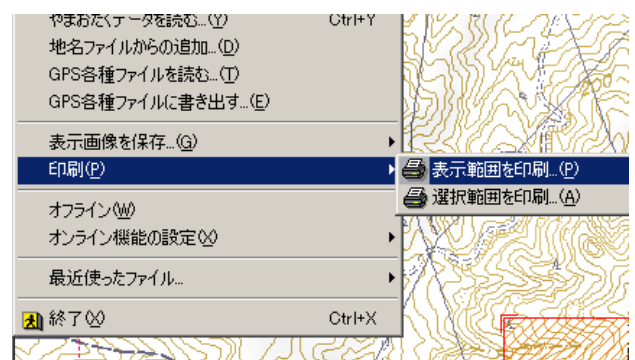 やまおたくデータを読む...(Y) Ctrl+Y
地名ファイルからの追加...(D)
GPS各種ファイルを読む...(T)
GPS各種ファイルに書き出す...(E)
表示画像を保存...(G)
印刷(P)
表示範囲を印刷...(P)
選択範囲を印刷...(A)
オフライン(W)
オンライン機能の設定(X)
最近使ったファイル...
終了(X) Ctrl+X